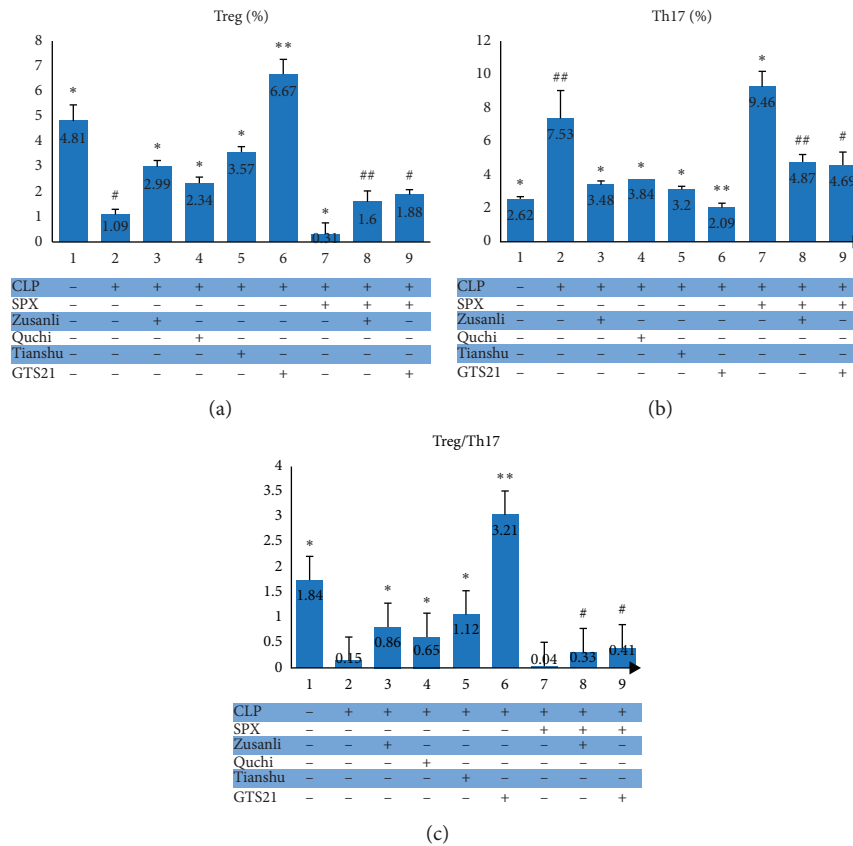 Treg (%)
8
7
6
5
4
3
2
1
0
* # * * * ** * ## #
4.81 1.09 2.99 2.34 3.57 6.67 0.31 1.6 1.88
1 2 3 4 5 6 7 8 9
CLP – + + + + + + + +
SPX – – – – – – + + +
Zusanli – – + – – – – + –
Quchi – – – + – – – – –
Tianshu – – – – + – – – –
GTS21 – – – – – + – – +
(a)
Th17 (%)
12
10
8
6
4
2
0
* ## * * * ** * ## #
2.62 7.53 3.48 3.84 3.2 2.09 9.46 4.87 4.69
1 2 3 4 5 6 7 8 9
CLP – + + + + + + + +
SPX – – – – – – + + +
Zusanli – – + – – – – + –
Quchi – – – + – – – – –
Tianshu – – – – + – – – –
GTS21 – – – – – + – – +
(b)
Treg/Th17
4
3.5
3
2.5
2
1.5
1
0.5
0
* * * * ** # #
1.84 0.15 0.86 0.65 1.12 3.21 0.04 0.33 0.41
1 2 3 4 5 6 7 8 9
CLP – + + + + + + + +
SPX – – – – – – + + +
Zusanli – – + – – – – + –
Quchi – – – + – – – – –
Tianshu – – – – + – – – –
GTS21 – – – – – + – – +
(c)